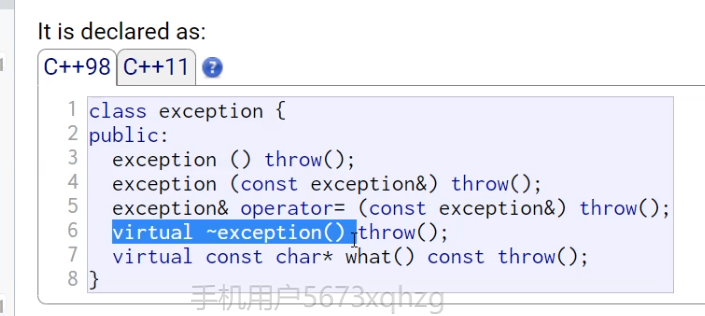 It is declared as:
C++98 C++11 ?
1 class exception {
2 public:
3   exception () throw();
4   exception (const exception&) throw();
5   exception& operator= (const exception&) throw();
6   virtual ~exception() throw();
7   virtual const char* what() const throw();
8 }
手机用户5673xqhzg